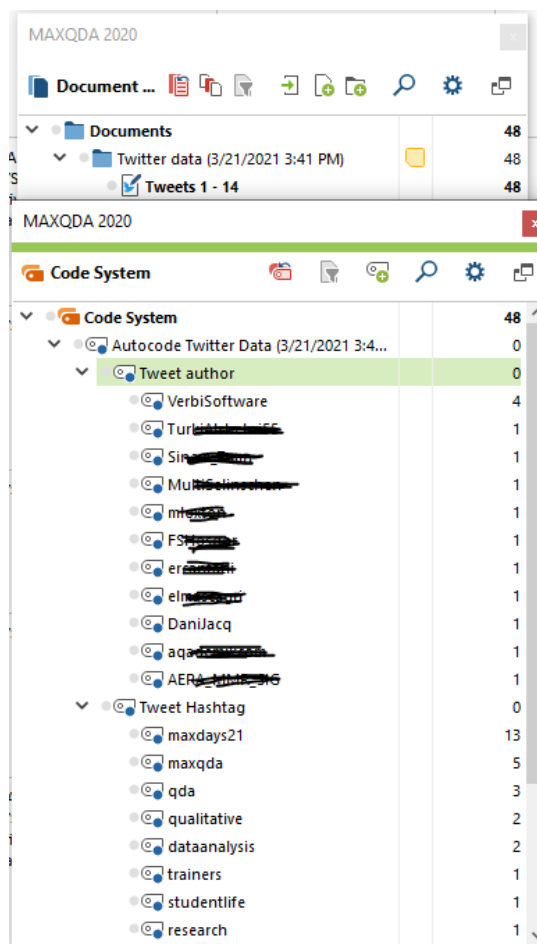 MAXQDA 2020
Document ...
Documents 48
Twitter data (3/21/2021 3:41 PM) 48
Tweets 1 - 14 48
MAXQDA 2020
Code System
Code System 48
Autocode Twitter Data (3/21/2021 3:4... 0
Tweet author 0
VerbiSoftware 4
1
1
1
1
1
1
1
DaniJacq 1
1
1
Tweet Hashtag 0
maxdays21 13
maxqda 5
qda 3
qualitative 2
dataanalysis 2
trainers 1
studentlife 1
research 1